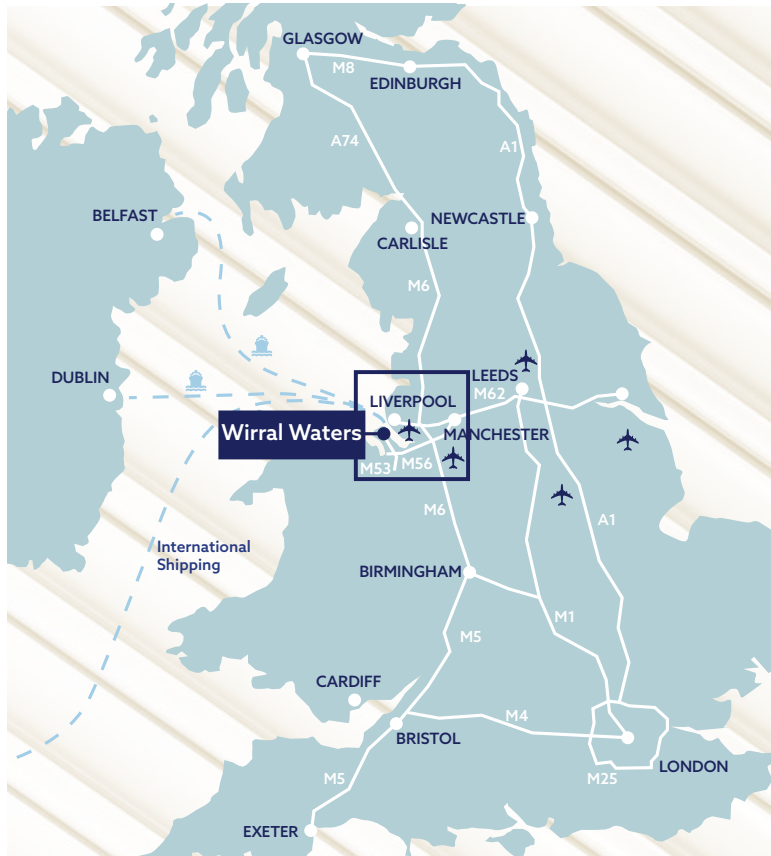 GLASGOW
M8
EDINBURGH
A74
A1
BELFAST
NEWCASTLE
CARLISLE
M6
DUBLIN
LEEDS
M62
LIVERPOOL
Wirral Waters
MANCHESTER
M53
M56
M6
A1
International
Shipping
BIRMINGHAM
M1
M5
CARDIFF
M4
BRISTOL
LONDON
M25
M5
EXETER